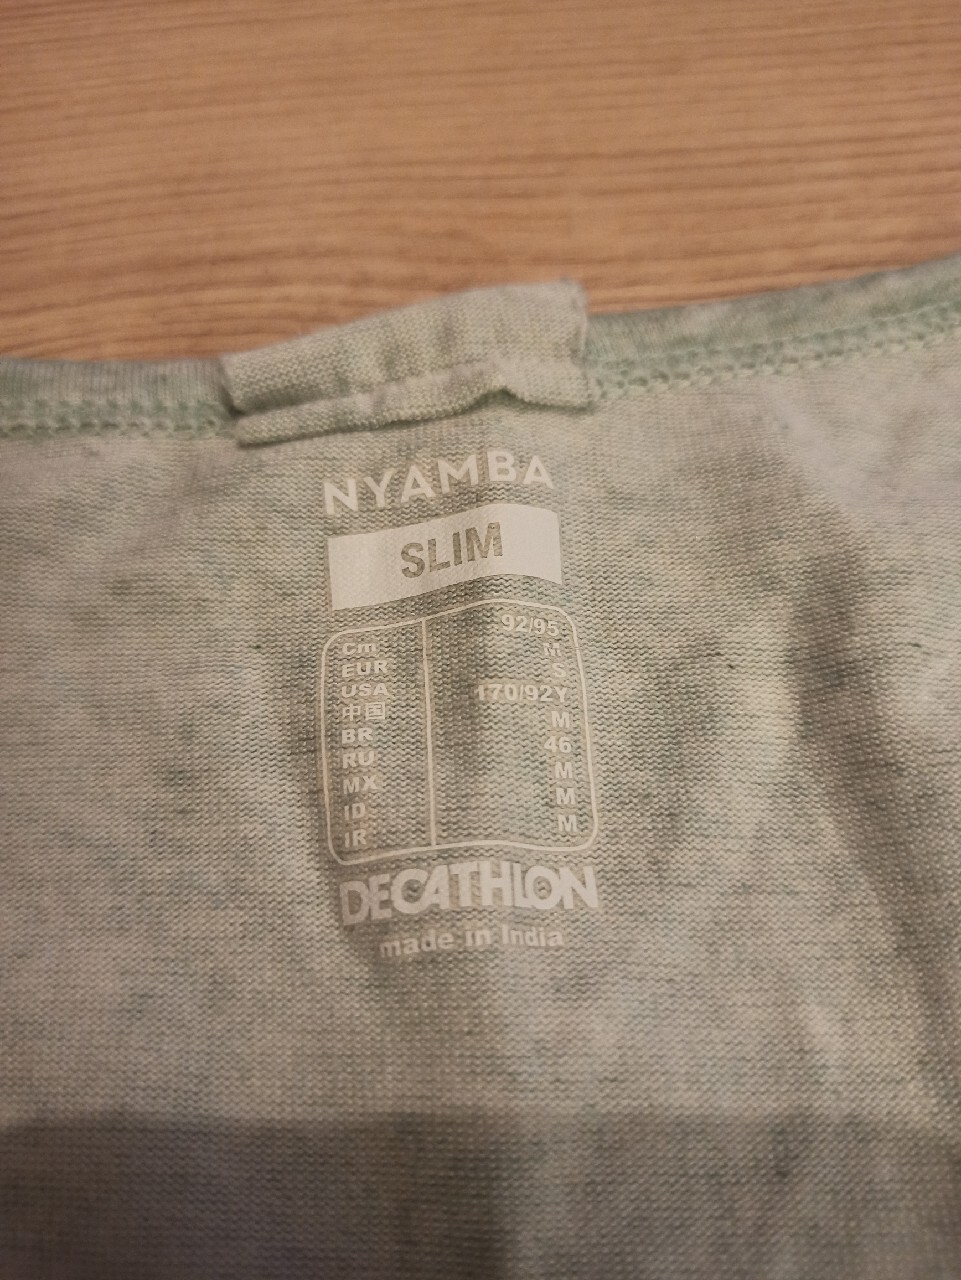 NYAMBA
SLIM
Cm 92/95
EUR M
USA S
中国 170/92Y
BR M
RU 46
MX M
ID M
IR M
DECATHLON
made in India